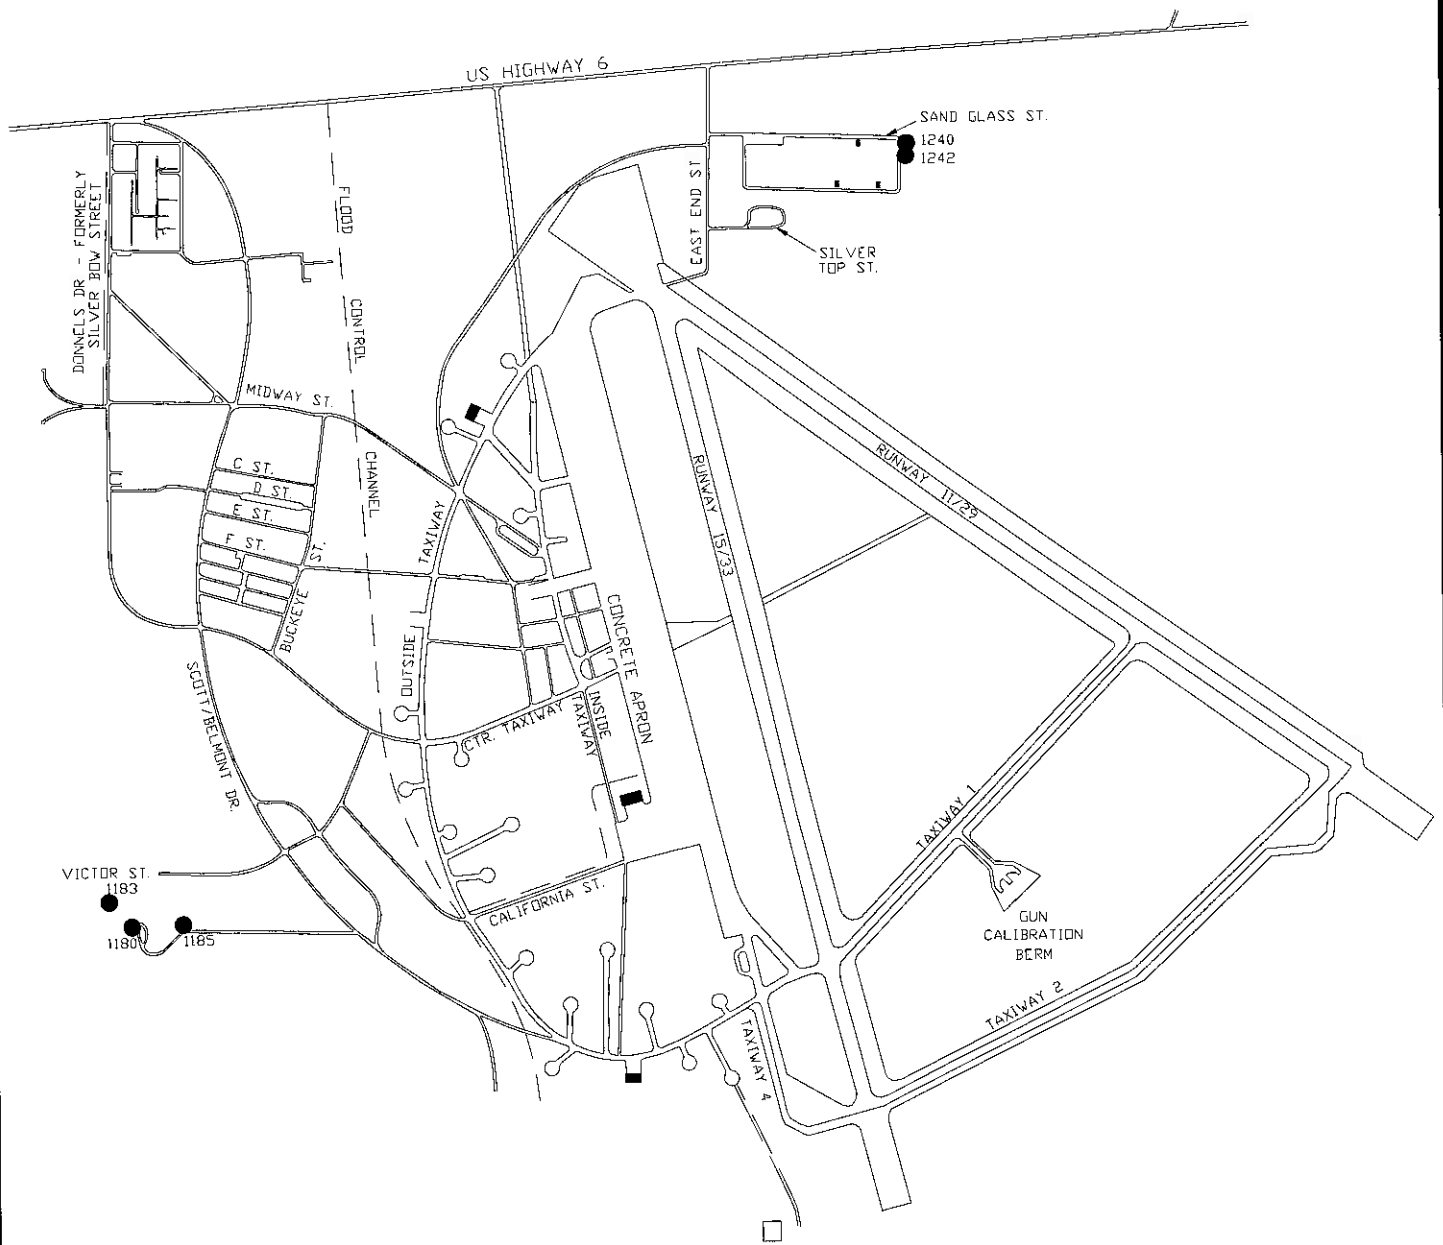 US HIGHWAY 6
SAND GLASS ST.
1240
1242
DONNELS DR - FORMERLY
SILVER BOW STREET
FLOOD
CONTROL
CHANNEL
EAST END ST
SILVER
TOP ST.
MIDWAY ST.
C ST.
D ST.
E ST.
F ST.
BUCKEYE ST.
OUTSIDE TAXIWAY
RUNWAY 15/33
RUNWAY 11/29
CONCRETE APRON
INSIDE
TAXIWAY
CTR. TAXIWAY
SCOTT/BELMONT DR.
TAXIWAY 1
VICTOR ST.
1183
1180
1185
CALIFORNIA ST.
GUN
CALIBRATION
BERM
TAXIWAY 2
TAXIWAY 4